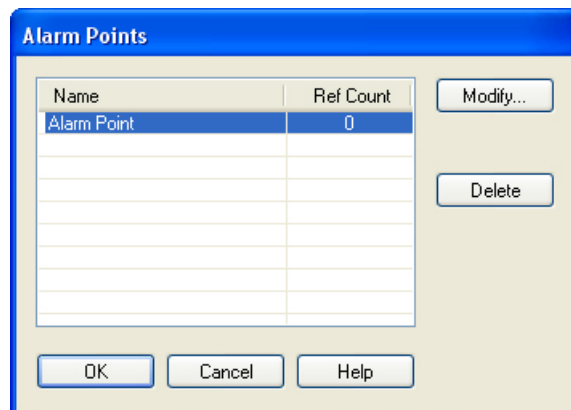 Alarm Points
Name Ref Count Modify...
Alarm Point 0
Delete
OK Cancel Help